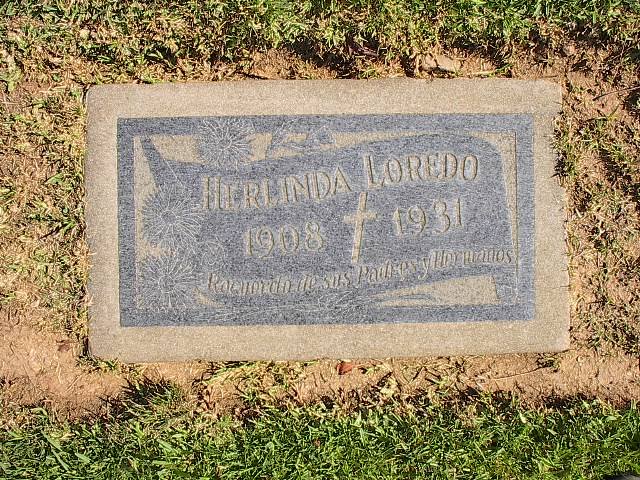 HERLINDA LOREDO
1908 1931
Recuerdo de sus Padres y Hermanos